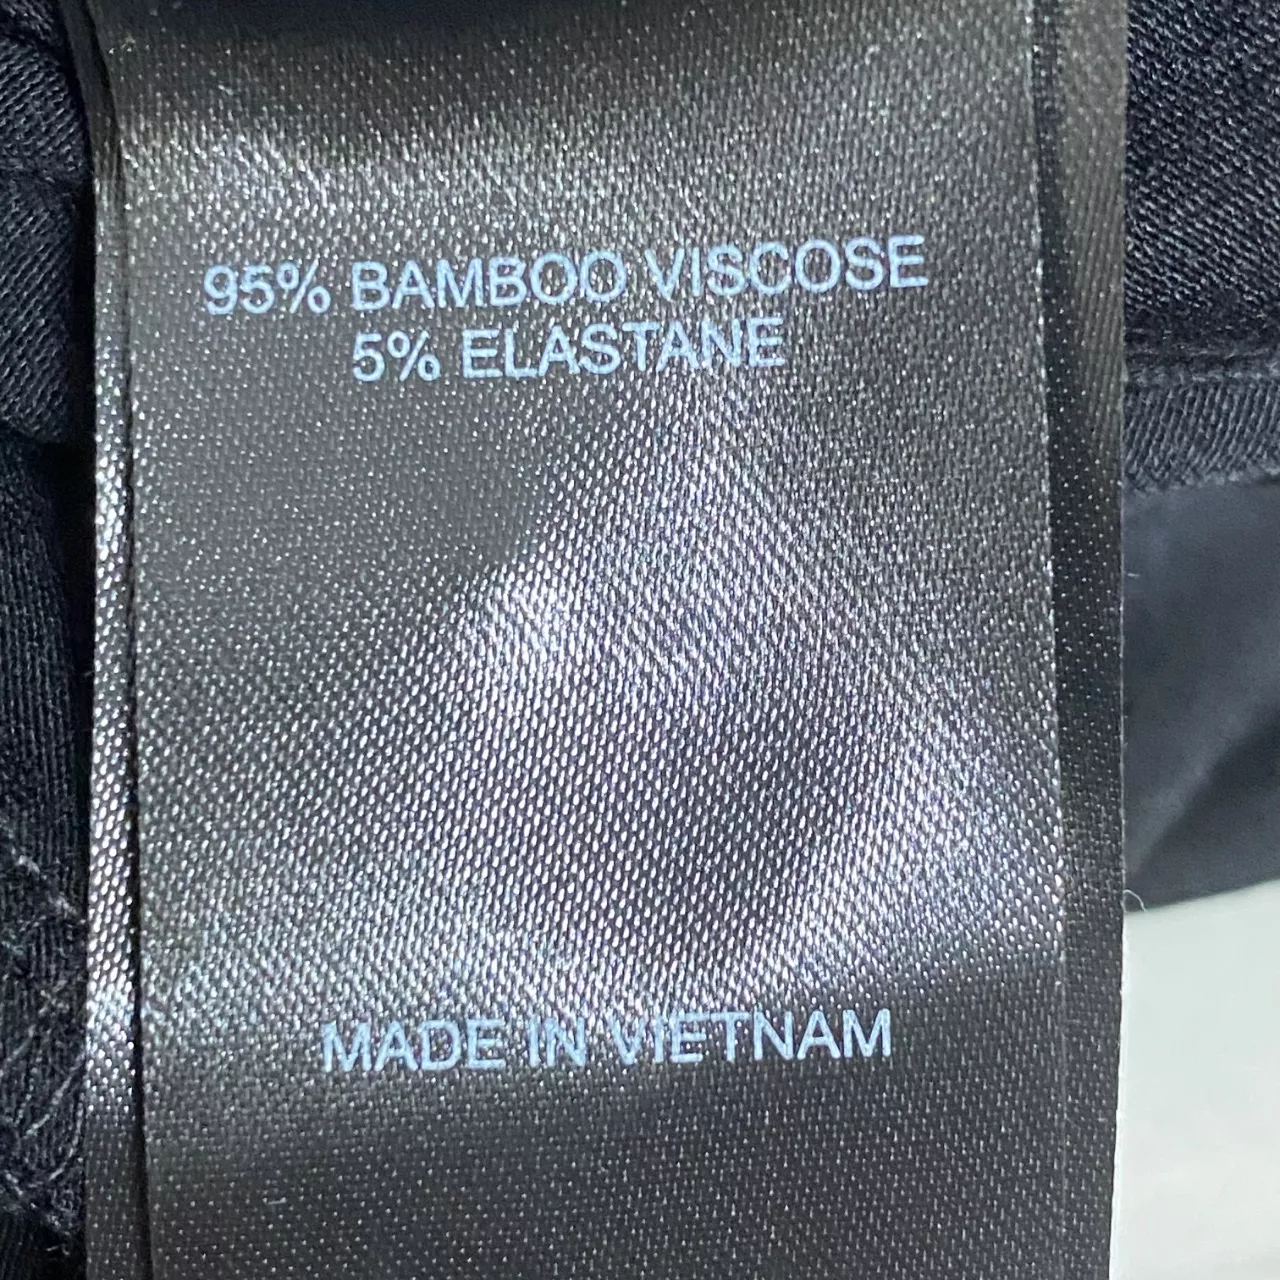 95% BAMBOO VISCOSE
5% ELASTANE
MADE IN VIETNAM